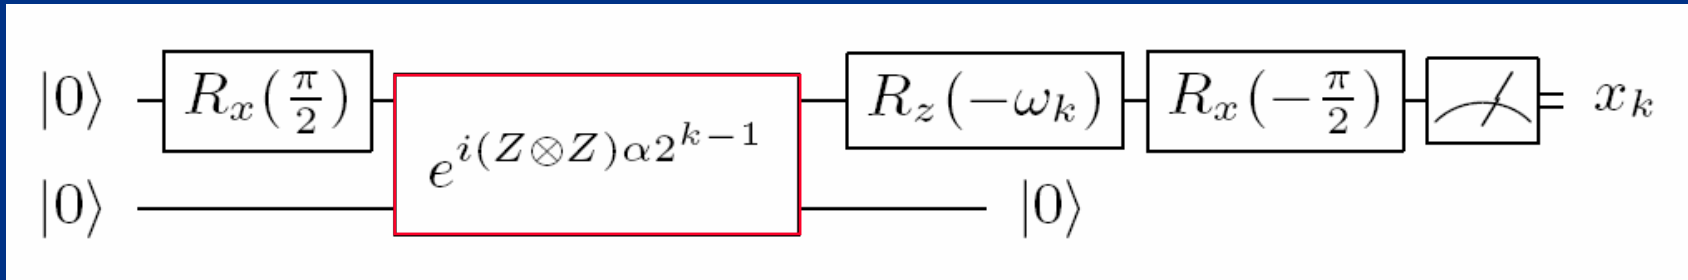 |0⟩ R_x(π/2) e^{i(Z⊗Z)α2^{k−1}} R_z(−ω_k) R_x(−π/2) x_k
|0⟩ |0⟩